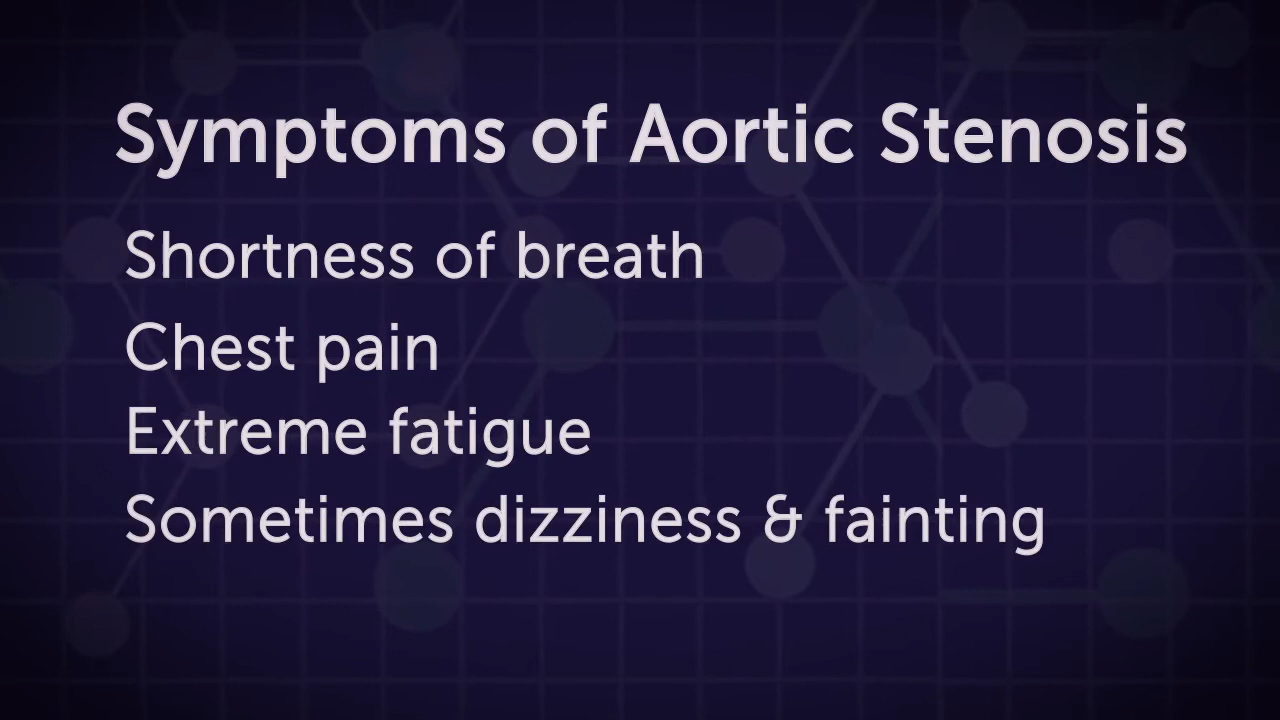 Symptoms of Aortic Stenosis
Shortness of breath
Chest pain
Extreme fatigue
Sometimes dizziness & fainting